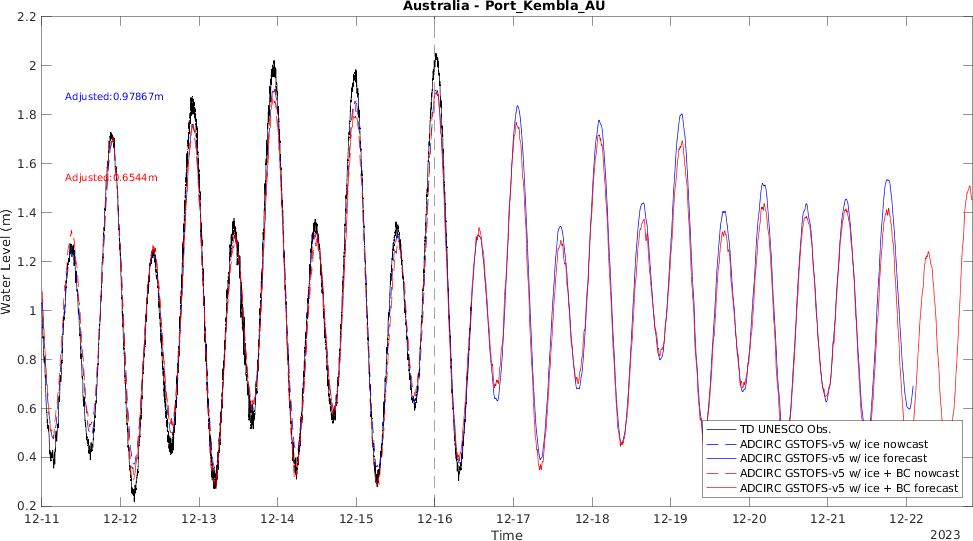 Australia - Port_Kembla_AU
2.2
2
1.8
1.6
1.4
1.2
1
0.8
0.6
0.4
0.2
Water Level (m)
Adjusted:0.97867m
Adjusted:0.6544m
TD UNESCO Obs.
ADCIRC GSTOFS-v5 w/ ice nowcast
ADCIRC GSTOFS-v5 w/ ice forecast
ADCIRC GSTOFS-v5 w/ ice + BC nowcast
ADCIRC GSTOFS-v5 w/ ice + BC forecast
12-11 12-12 12-13 12-14 12-15 12-16 12-17 12-18 12-19 12-20 12-21 12-22
Time
2023